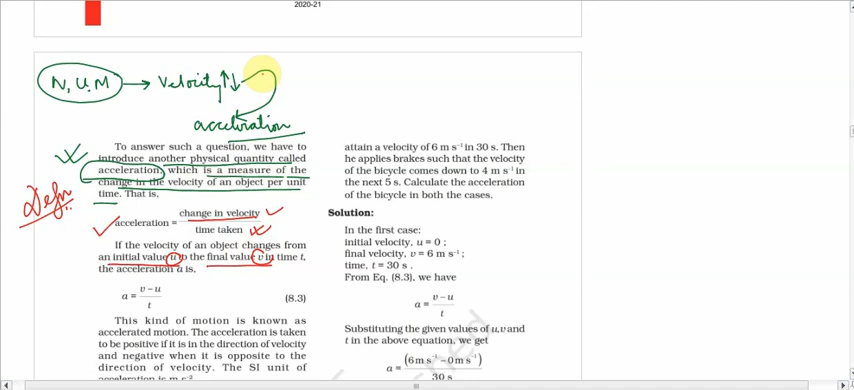 2020-21
N, U.M → Velocity ↑↓
acceleration
To answer such a question, we have to
introduce another physical quantity called
acceleration, which is a measure of the
change in the velocity of an object per unit
time. That is,
Defn
acceleration = change in velocity / time taken
If the velocity of an object changes from
an initial value u to the final value v in time t,
the acceleration a is,
a = v – u / t (8.3)
This kind of motion is known as
accelerated motion. The acceleration is taken
to be positive if it is in the direction of velocity
and negative when it is opposite to the
direction of velocity. The SI unit of
acceleration is m s⁻²
attain a velocity of 6 m s⁻¹ in 30 s. Then
he applies brakes such that the velocity
of the bicycle comes down to 4 m s⁻¹ in
the next 5 s. Calculate the acceleration
of the bicycle in both the cases.
Solution:
In the first case:
initial velocity, u = 0 ;
final velocity, v = 6 m s⁻¹ ;
time, t = 30 s .
From Eq. (8.3), we have
a = v – u / t
Substituting the given values of u,v and
t in the above equation, we get
a = (6 m s⁻¹ – 0 m s⁻¹) / 30 s